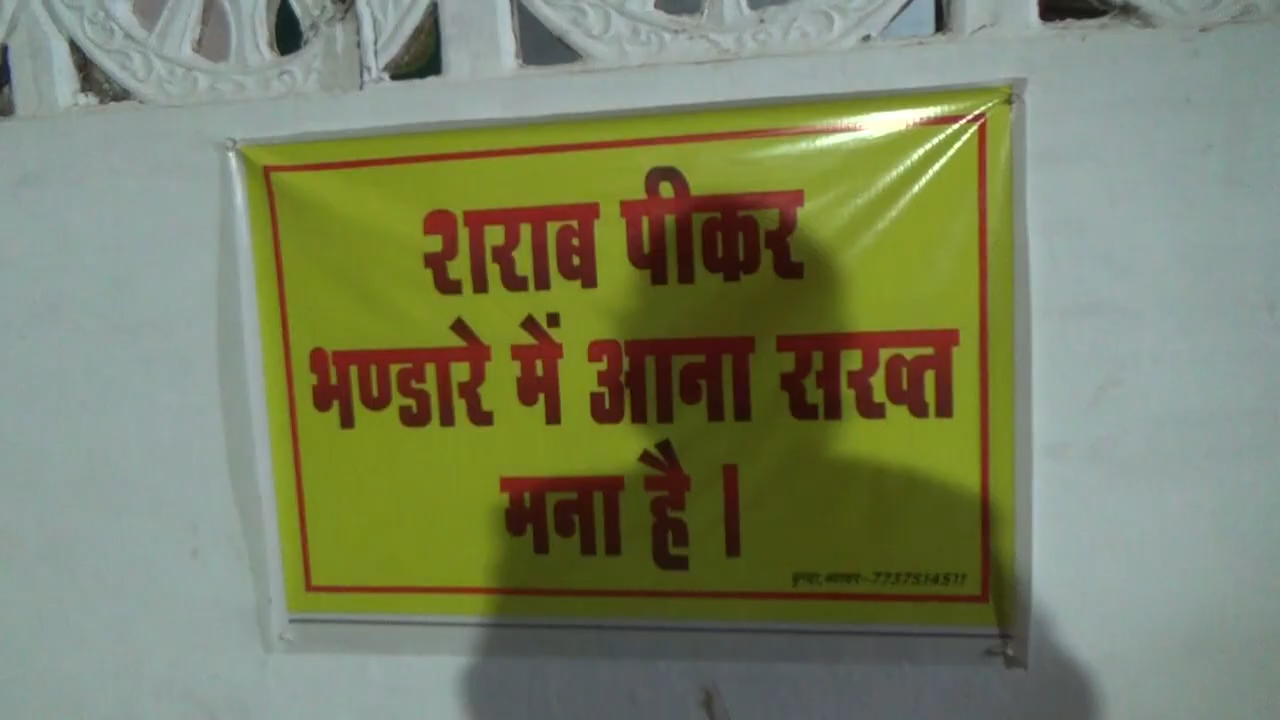 शराब पीकर
भण्डारे में आना सख्त
मना है ।